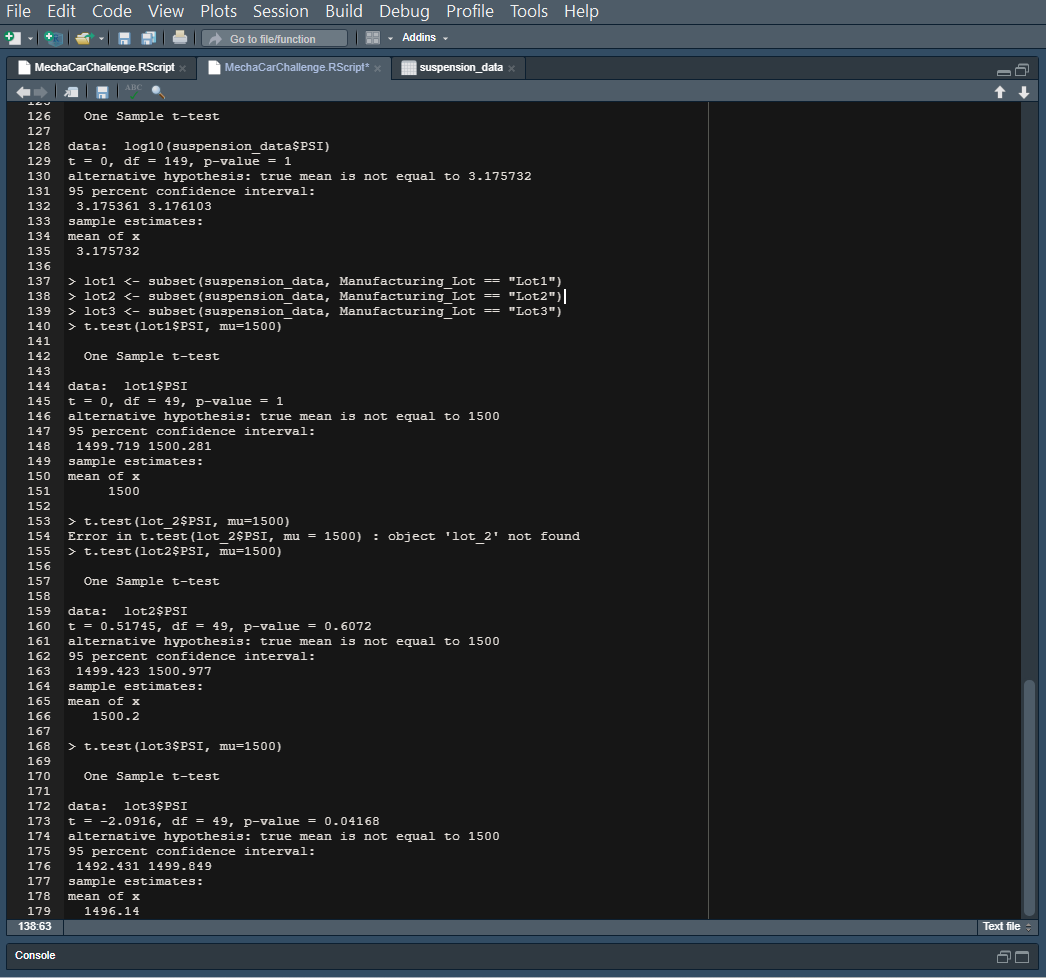 File Edit Code View Plots Session Build Debug Profile Tools Help
Go to file/function Addins
MechaCarChallenge.RScript MechaCarChallenge.RScript* suspension_data
ABC
125
126 One Sample t-test
127
128 data: log10(suspension_data$PSI)
129 t = 0, df = 149, p-value = 1
130 alternative hypothesis: true mean is not equal to 3.175732
131 95 percent confidence interval:
132 3.175361 3.176103
133 sample estimates:
134 mean of x
135 3.175732
136
137 > lot1 <- subset(suspension_data, Manufacturing_Lot == "Lot1")
138 > lot2 <- subset(suspension_data, Manufacturing_Lot == "Lot2")
139 > lot3 <- subset(suspension_data, Manufacturing_Lot == "Lot3")
140 > t.test(lot1$PSI, mu=1500)
141
142 One Sample t-test
143
144 data: lot1$PSI
145 t = 0, df = 49, p-value = 1
146 alternative hypothesis: true mean is not equal to 1500
147 95 percent confidence interval:
148 1499.719 1500.281
149 sample estimates:
150 mean of x
151 1500
152
153 > t.test(lot_2$PSI, mu=1500)
154 Error in t.test(lot_2$PSI, mu = 1500) : object 'lot_2' not found
155 > t.test(lot2$PSI, mu=1500)
156
157 One Sample t-test
158
159 data: lot2$PSI
160 t = 0.51745, df = 49, p-value = 0.6072
161 alternative hypothesis: true mean is not equal to 1500
162 95 percent confidence interval:
163 1499.423 1500.977
164 sample estimates:
165 mean of x
166 1500.2
167
168 > t.test(lot3$PSI, mu=1500)
169
170 One Sample t-test
171
172 data: lot3$PSI
173 t = -2.0916, df = 49, p-value = 0.04168
174 alternative hypothesis: true mean is not equal to 1500
175 95 percent confidence interval:
176 1492.431 1499.849
177 sample estimates:
178 mean of x
179 1496.14
138:63 Text file
Console